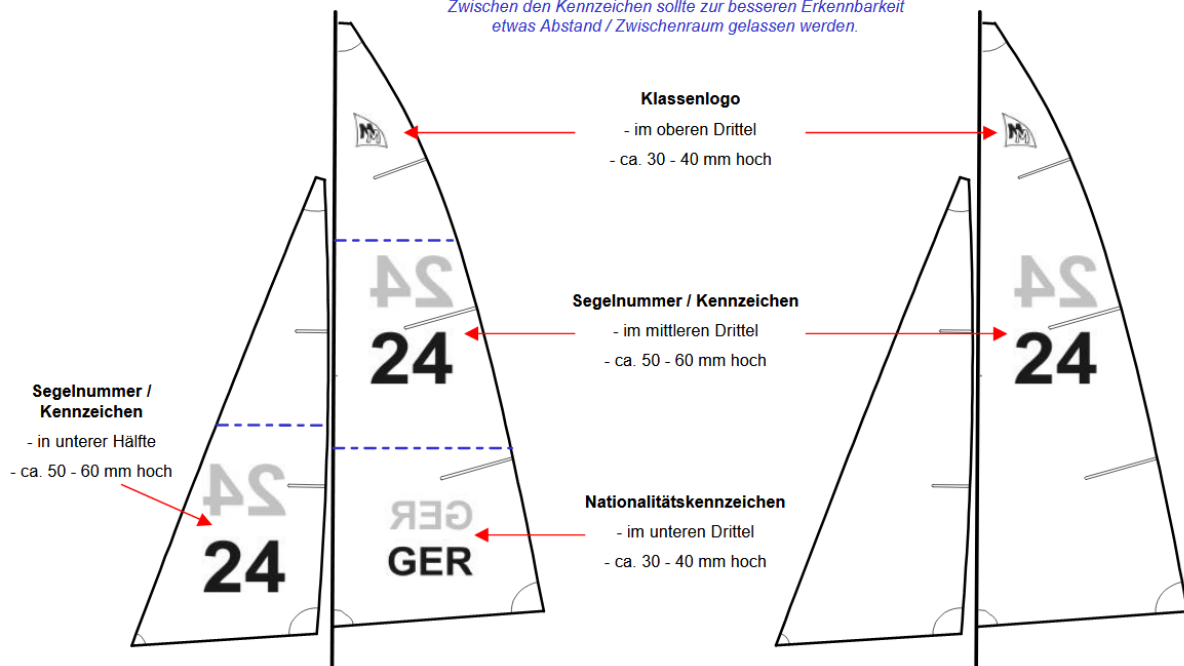 Zwischen den Kennzeichen sollte zur besseren Erkennbarkeit
etwas Abstand / Zwischenraum gelassen werden.
Klassenlogo
- im oberen Drittel
- ca. 30 - 40 mm hoch
MM
MM
24
24
24
24
Segelnummer / Kennzeichen
- im mittleren Drittel
- ca. 50 - 60 mm hoch
Segelnummer /
Kennzeichen
- in unterer Hälfte
- ca. 50 - 60 mm hoch
24
24
GER
GER
Nationalitätskennzeichen
- im unteren Drittel
- ca. 30 - 40 mm hoch